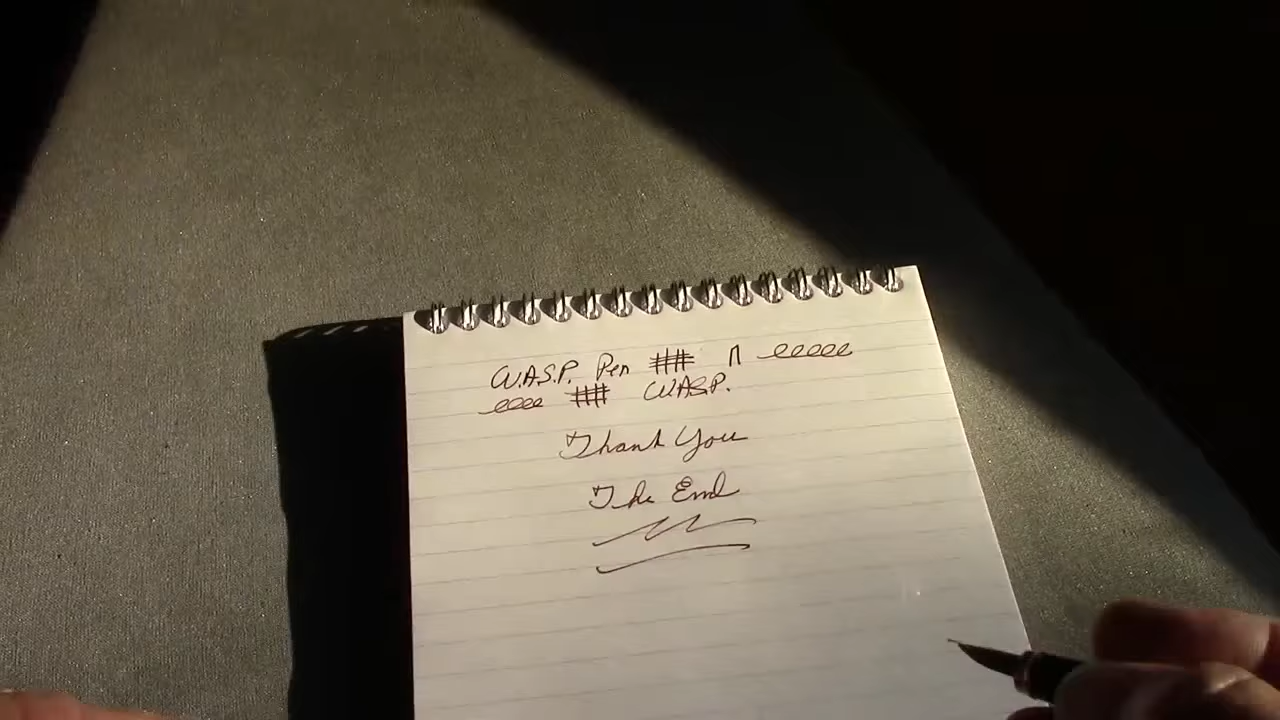 W.A.S.P. Pen ## n eeeee
eeee ## W.A.S.P.
Thank You
The End